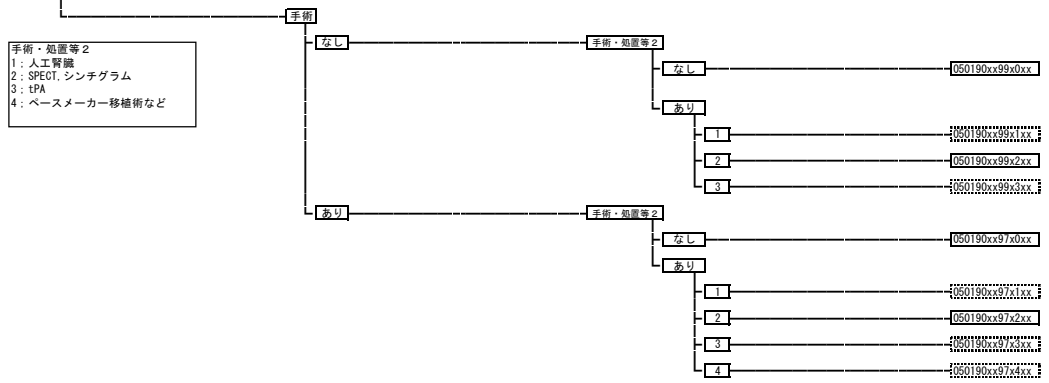 手術
なし
手術・処置等2
手術・処置等2
1；人工腎臓
2；SPECT,シンチグラム
3；tPA
4；ペースメーカー移植術など
なし
050190xx99x0xx
あり
1
050190xx99x1xx
2
050190xx99x2xx
3
050190xx99x3xx
あり
手術・処置等2
なし
050190xx97x0xx
あり
1
050190xx97x1xx
2
050190xx97x2xx
3
050190xx97x3xx
4
050190xx97x4xx